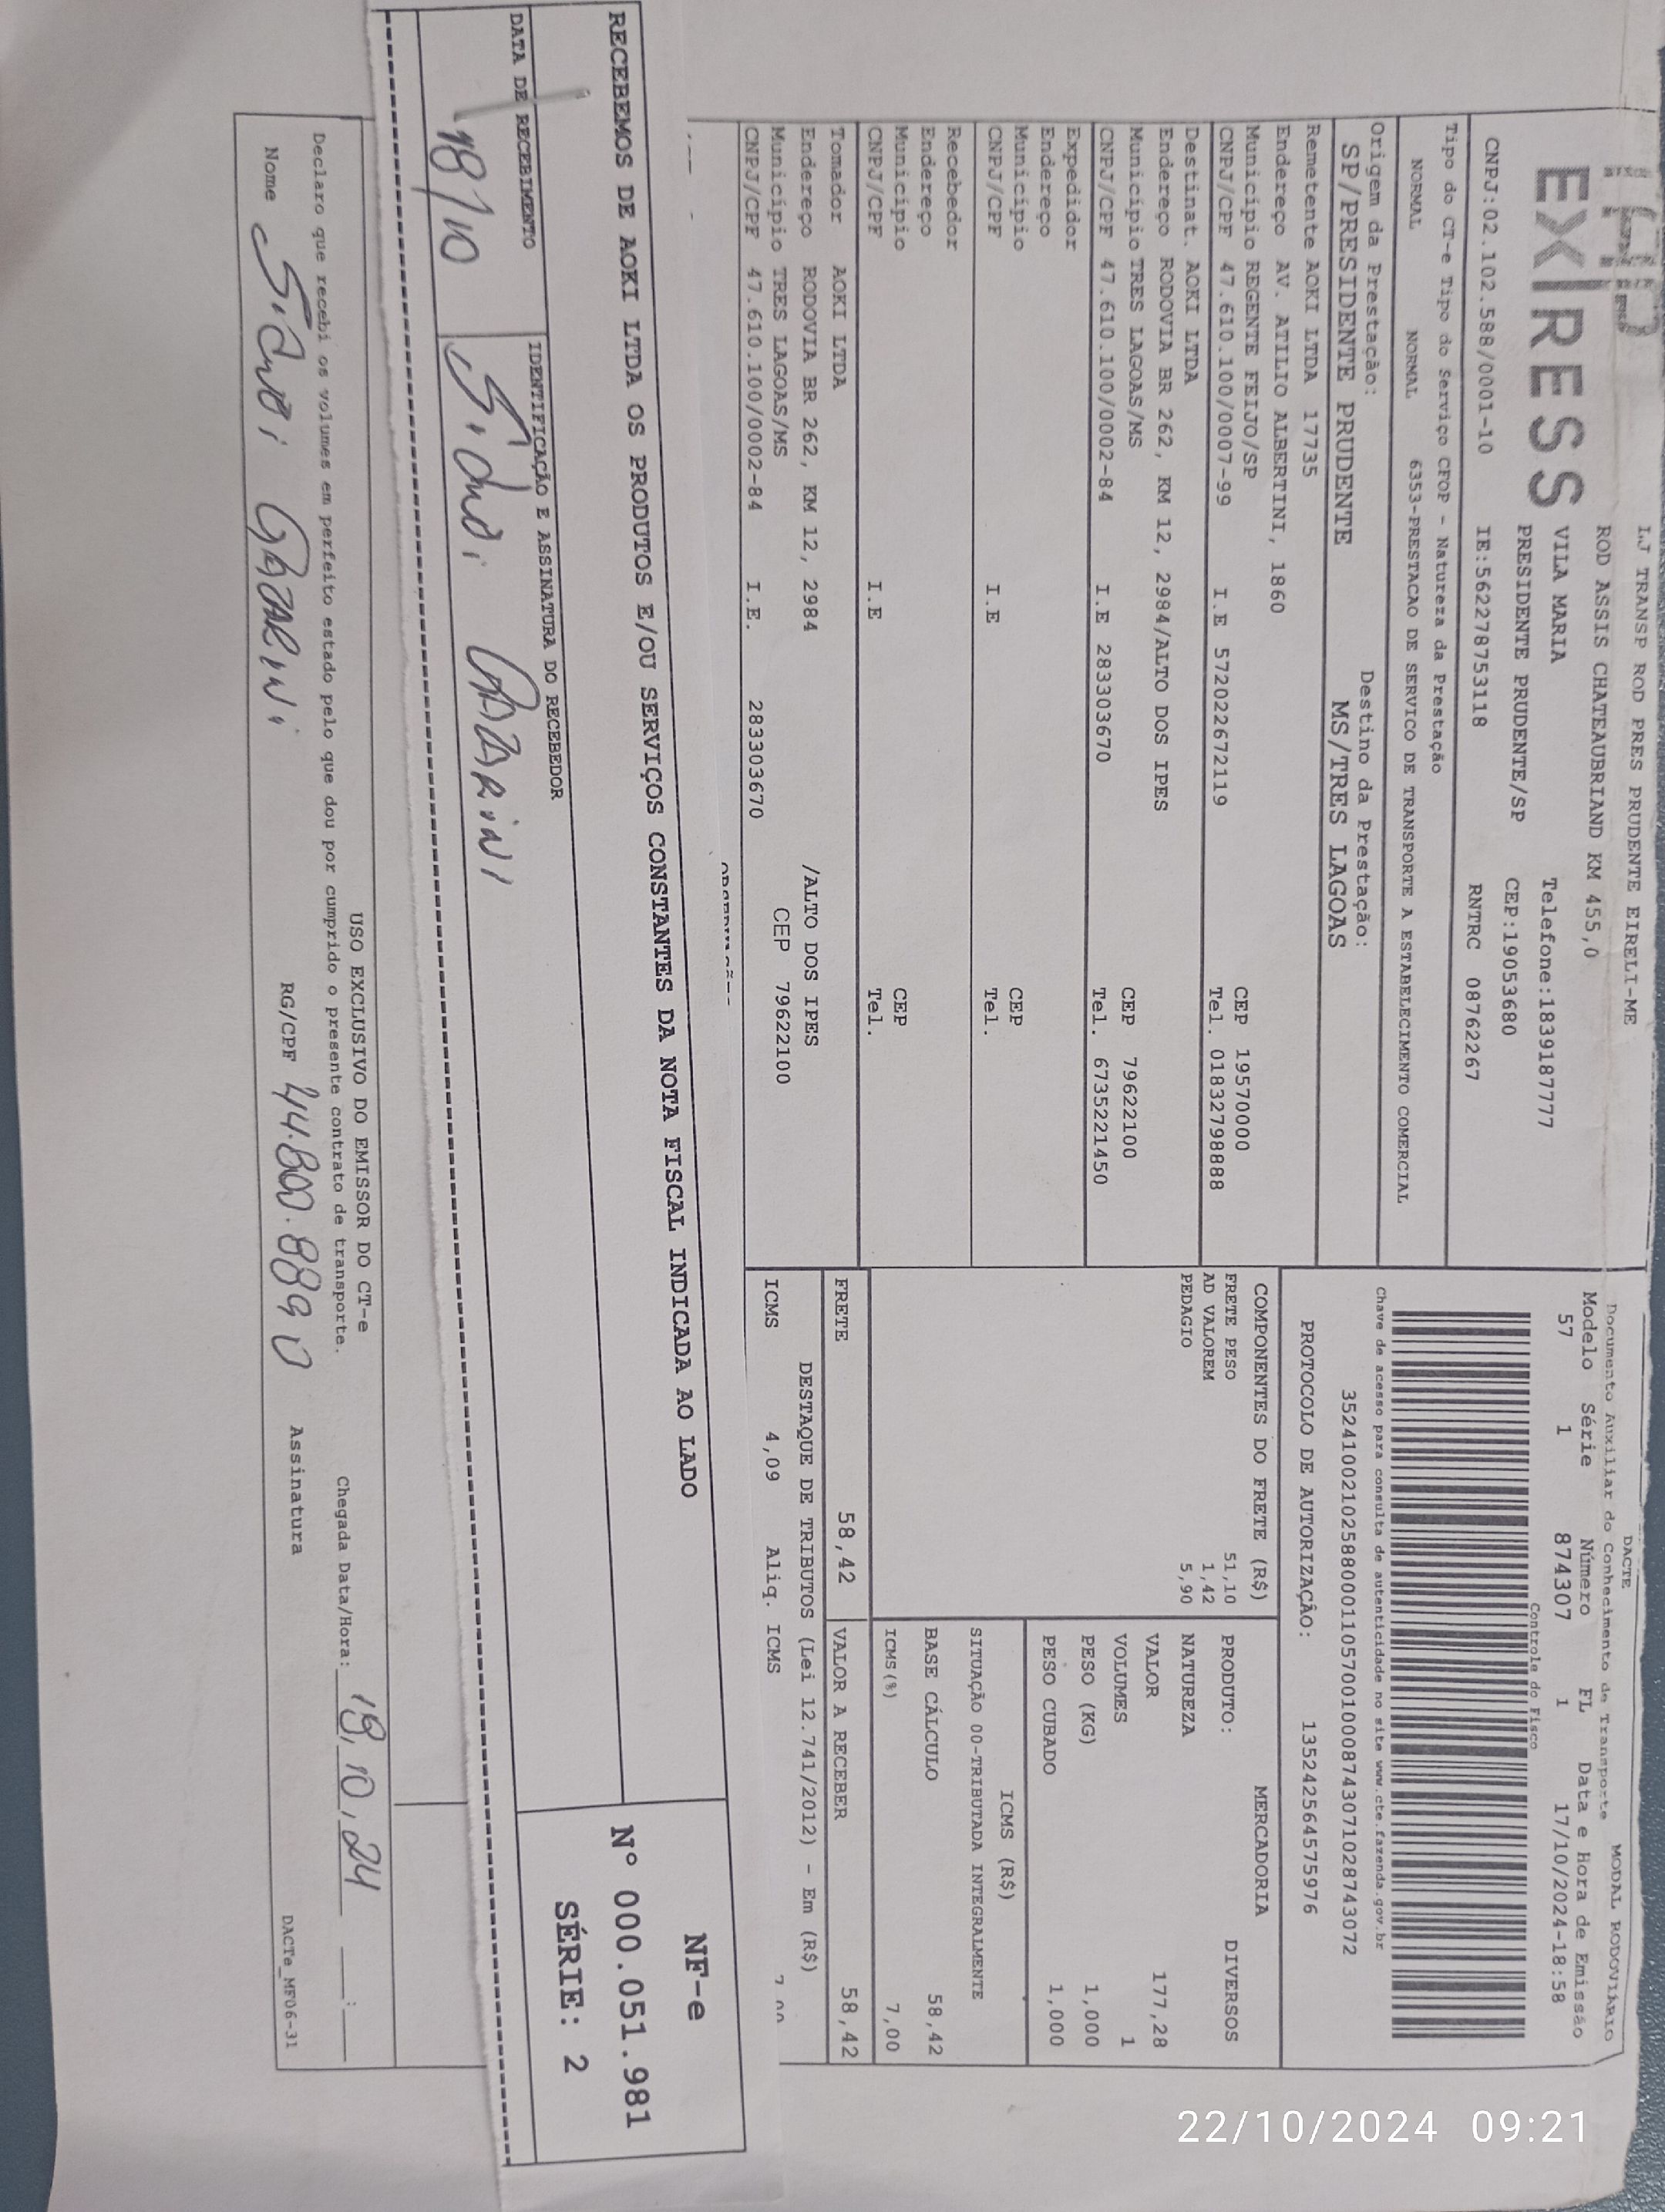 EXPRESS
LJ TRANSP ROD PRES PRUDENTE EIRELI-ME
ROD ASSIS CHATEAUBRIAND KM 455,0
VILA MARIA Telefone:1839187777
PRESIDENTE PRUDENTE/SP CEP:19053680
CNPJ:02.102.588/0001-10 IE:562278753118 RNTRC 08762267
DACTE MODAL RODOVIÁRIO
Documento Auxiliar do Conhecimento de Transporte
Modelo Série Número FL Data e Hora de Emissão
57 1 874307 1 17/10/2024-18:58
Controle do Fisco
Tipo do CT-e Tipo do Serviço CFOP - Natureza da Prestação
NORMAL NORMAL 6353-PRESTACAO DE SERVICO DE TRANSPORTE A ESTABELECIMENTO COMERCIAL
Chave de acesso para consulta de autenticidade no site www.cte.fazenda.gov.br
35241002102588000110570010008743071028743072
Origem da Prestação: Destino da Prestação:
SP/PRESIDENTE PRUDENTE MS/TRES LAGOAS
PROTOCOLO DE AUTORIZAÇÃO: 135242564575976
Remetente AOKI LTDA 17735
Endereço AV. ATILIO ALBERTINI, 1860
Município REGENTE FEIJO/SP CEP 19570000
CNPJ/CPF 47.610.100/0007-99 I.E 572022672119 Tel. 01832798888
Destinat. AOKI LTDA
Endereço RODOVIA BR 262, KM 12, 2984/ALTO DOS IPES
Município TRES LAGOAS/MS CEP 79622100
CNPJ/CPF 47.610.100/0002-84 I.E 283303670 Tel. 6735221450
Expedidor
Endereço
Município CEP
CNPJ/CPF I.E Tel.
Recebedor
Endereço
Município CEP
CNPJ/CPF I.E Tel.
Tomador AOKI LTDA
Endereço RODOVIA BR 262, KM 12, 2984 /ALTO DOS IPES
Município TRES LAGOAS/MS CEP 79622100
CNPJ/CPF 47.610.100/0002-84 I.E. 283303670
COMPONENTES DO FRETE (R$)
FRETE PESO 51,10
AD VALOREM 1,42
PEDAGIO 5,90
MERCADORIA
PRODUTO: DIVERSOS
NATUREZA
VALOR 177,28
VOLUMES 1
PESO (KG) 1,000
PESO CUBADO 1,000
ICMS (R$)
SITUAÇÃO 00-TRIBUTADA INTEGRALMENTE
BASE CÁLCULO 58,42
ICMS(%) 7,00
FRETE 58,42 VALOR A RECEBER 58,42
DESTAQUE DE TRIBUTOS (Lei 12.741/2012) - Em (R$)
ICMS 4,09 Aliq. ICMS
RECEBEMOS DE AOKI LTDA OS PRODUTOS E/OU SERVIÇOS CONSTANTES DA NOTA FISCAL INDICADA AO LADO
NF-e
Nº 000.051.981
SÉRIE: 2
DATA DE RECEBIMENTO IDENTIFICAÇÃO E ASSINATURA DO RECEBEDOR
18/10
USO EXCLUSIVO DO EMISSOR DO CT-e
Declaro que recebi os volumes em perfeito estado pelo que dou por cumprido o presente contrato de transporte.
Chegada Data/Hora: 18,10,24 :
Nome RG/CPF 44.800.889 0 Assinatura
DACTe_MF06-31
22/10/2024 09:21